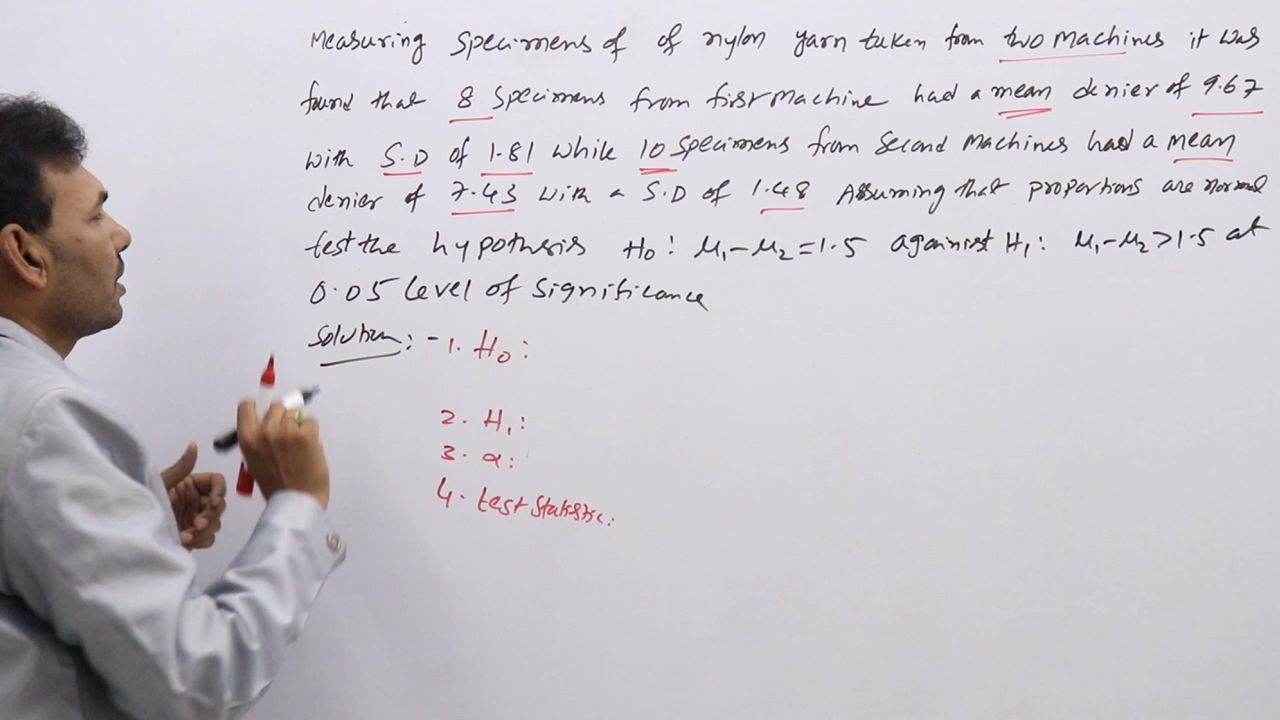 Measuring specimens of of nylon yarn taken from two machines it was
found that 8 specimens from first machine had a mean denier of 9.67
with S.D of 1.81 while 10 specimens from second machines had a mean
denier of 7.43 with a S.D of 1.48 Assuming that proportions are normal
test the hypothesis H₀: μ₁-μ₂=1.5 against H₁: μ₁-μ₂>1.5 at
0.05 level of significance
Solution:- 1. H₀:
2. H₁:
3. α:
4. test statistic: